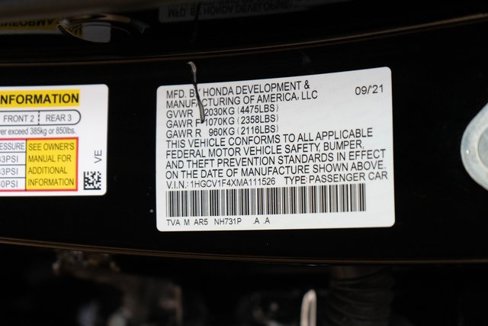 INFORMATION
FRONT 2 REAR 3
er exceed 385kg or 850lbs.
SEE OWNER'S
MANUAL FOR
ADDITIONAL
INFORMATION
VE
MFD. BY HONDA DEVELOPMENT &
MANUFACTURING OF AMERICA, LLC 09/21
GVWR 2030KG (4475LBS)
GAWR F 1070KG (2358LBS)
GAWR R 960KG (2116LBS)
THIS VEHICLE CONFORMS TO ALL APPLICABLE
FEDERAL MOTOR VEHICLE SAFETY, BUMPER,
AND THEFT PREVENTION STANDARDS IN EFFECT
ON THE DATE OF MANUFACTURE SHOWN ABOVE.
V.I.N.: 1HGCV1F4XMA111526 TYPE PASSENGER CAR
TVA M AR5 NH731P A A